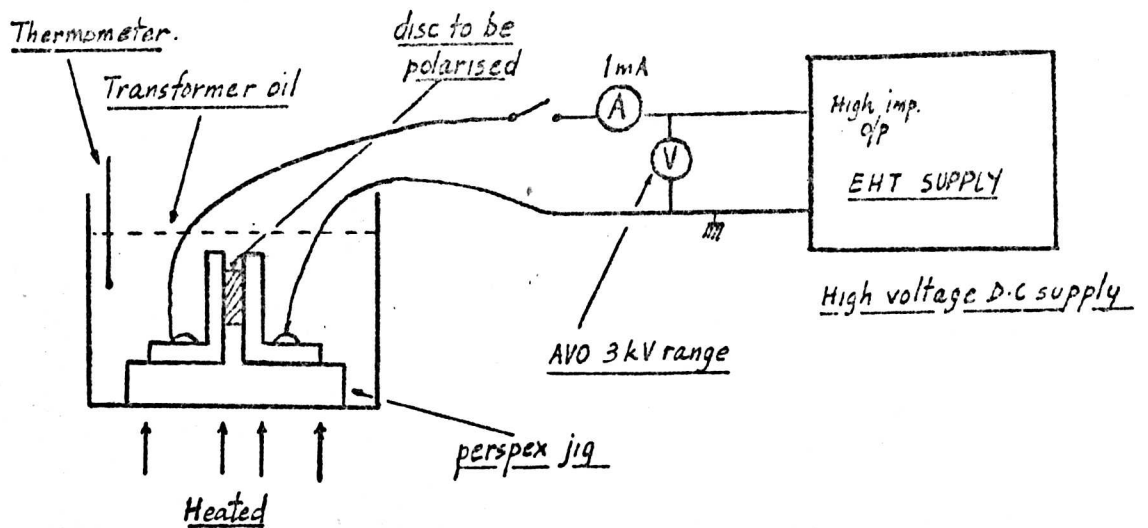 Thermometer.
Transformer oil
disc to be
polarised
1mA
A
V
High imp.
o/p
EHT SUPPLY
High voltage D.C supply
AVO 3kV range
perspex jig
Heated